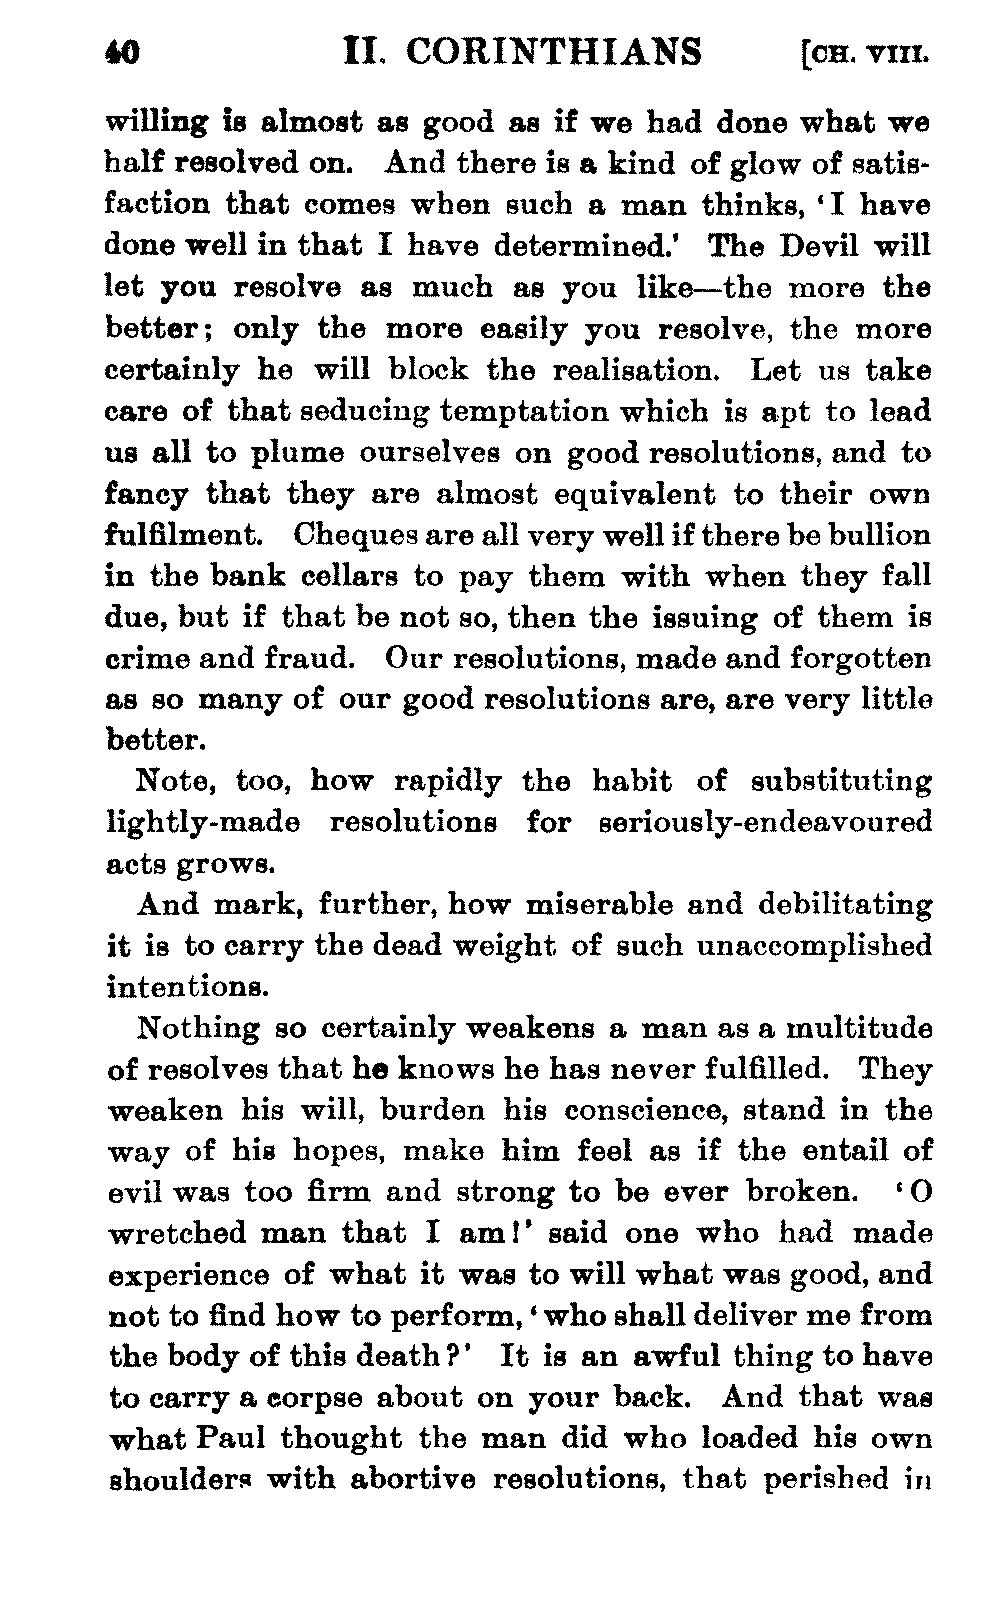 40 II. CORINTHIANS [CH. VIII.
willing is almost as good as if we had done what we
half resolved on. And there is a kind of glow of satis-
faction that comes when such a man thinks, ‘I have
done well in that I have determined.’ The Devil will
let you resolve as much as you like—the more the
better; only the more easily you resolve, the more
certainly he will block the realisation. Let us take
care of that seducing temptation which is apt to lead
us all to plume ourselves on good resolutions, and to
fancy that they are almost equivalent to their own
fulfilment. Cheques are all very well if there be bullion
in the bank cellars to pay them with when they fall
due, but if that be not so, then the issuing of them is
crime and fraud. Our resolutions, made and forgotten
as so many of our good resolutions are, are very little
better.
Note, too, how rapidly the habit of substituting
lightly-made resolutions for seriously-endeavoured
acts grows.
And mark, further, how miserable and debilitating
it is to carry the dead weight of such unaccomplished
intentions.
Nothing so certainly weakens a man as a multitude
of resolves that he knows he has never fulfilled. They
weaken his will, burden his conscience, stand in the
way of his hopes, make him feel as if the entail of
evil was too firm and strong to be ever broken. ‘O
wretched man that I am!’ said one who had made
experience of what it was to will what was good, and
not to find how to perform, ‘who shall deliver me from
the body of this death?’ It is an awful thing to have
to carry a corpse about on your back. And that was
what Paul thought the man did who loaded his own
shoulders with abortive resolutions, that perished in